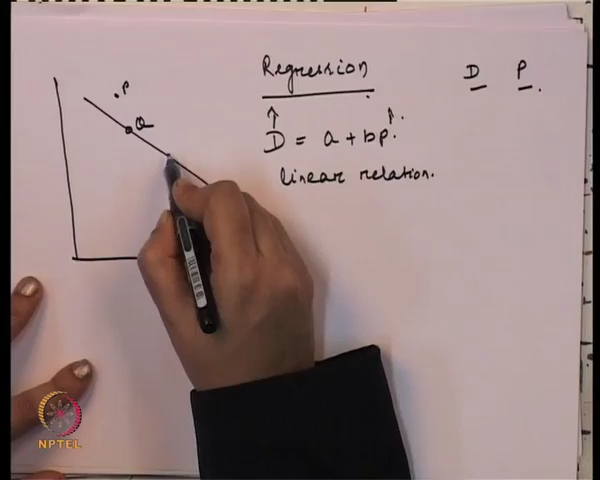 Regression
D P
D = a + bp.
linear relation.
P
Q
NPTEL